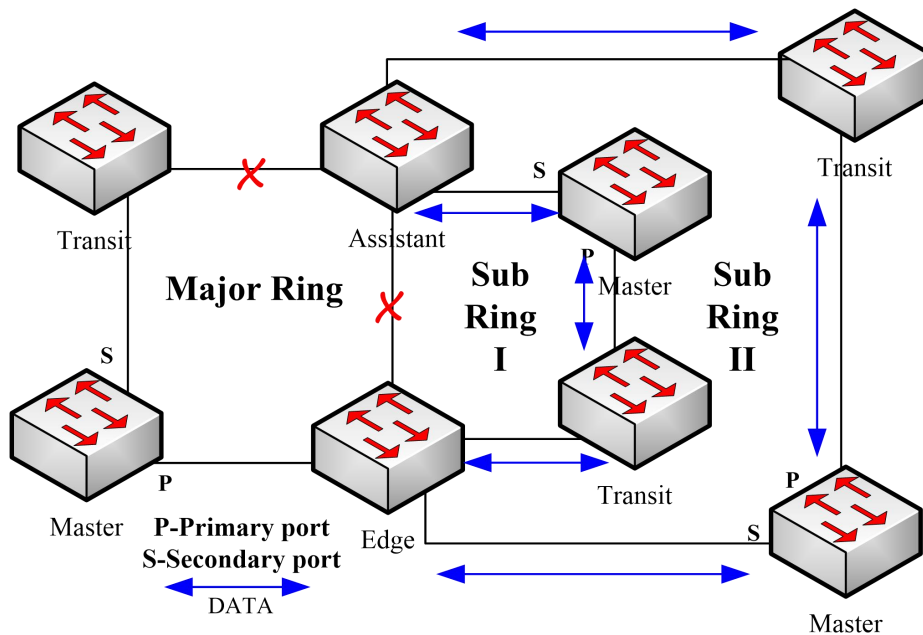 Transit
S
Transit
Assistant
P
Master
Major Ring
Sub
Ring
I
Sub
Ring
II
S
P
P
Transit
S
Master
P-Primary port
S-Secondary port
Edge
DATA
Master